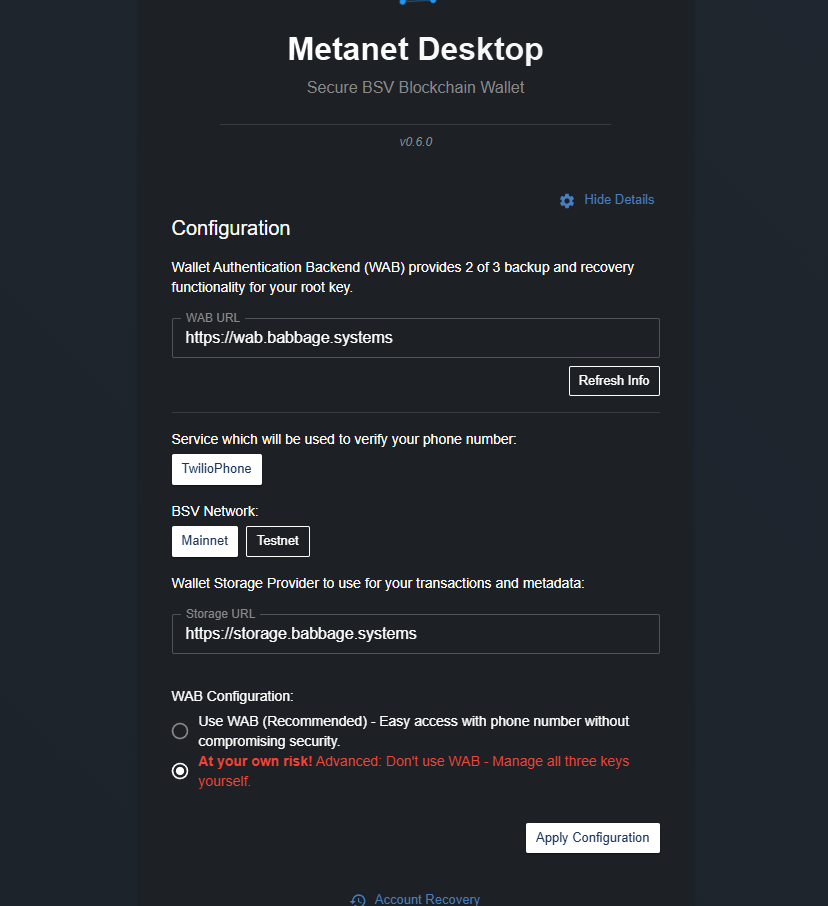 Metanet Desktop
Secure BSV Blockchain Wallet
v0.6.0
Hide Details
Configuration
Wallet Authentication Backend (WAB) provides 2 of 3 backup and recovery
functionality for your root key.
WAB URL
https://wab.babbage.systems
Refresh Info
Service which will be used to verify your phone number:
TwilioPhone
BSV Network:
Mainnet Testnet
Wallet Storage Provider to use for your transactions and metadata:
Storage URL
https://storage.babbage.systems
WAB Configuration:
Use WAB (Recommended) - Easy access with phone number without
compromising security.
At your own risk! Advanced: Don't use WAB - Manage all three keys
yourself.
Apply Configuration
Account Recovery